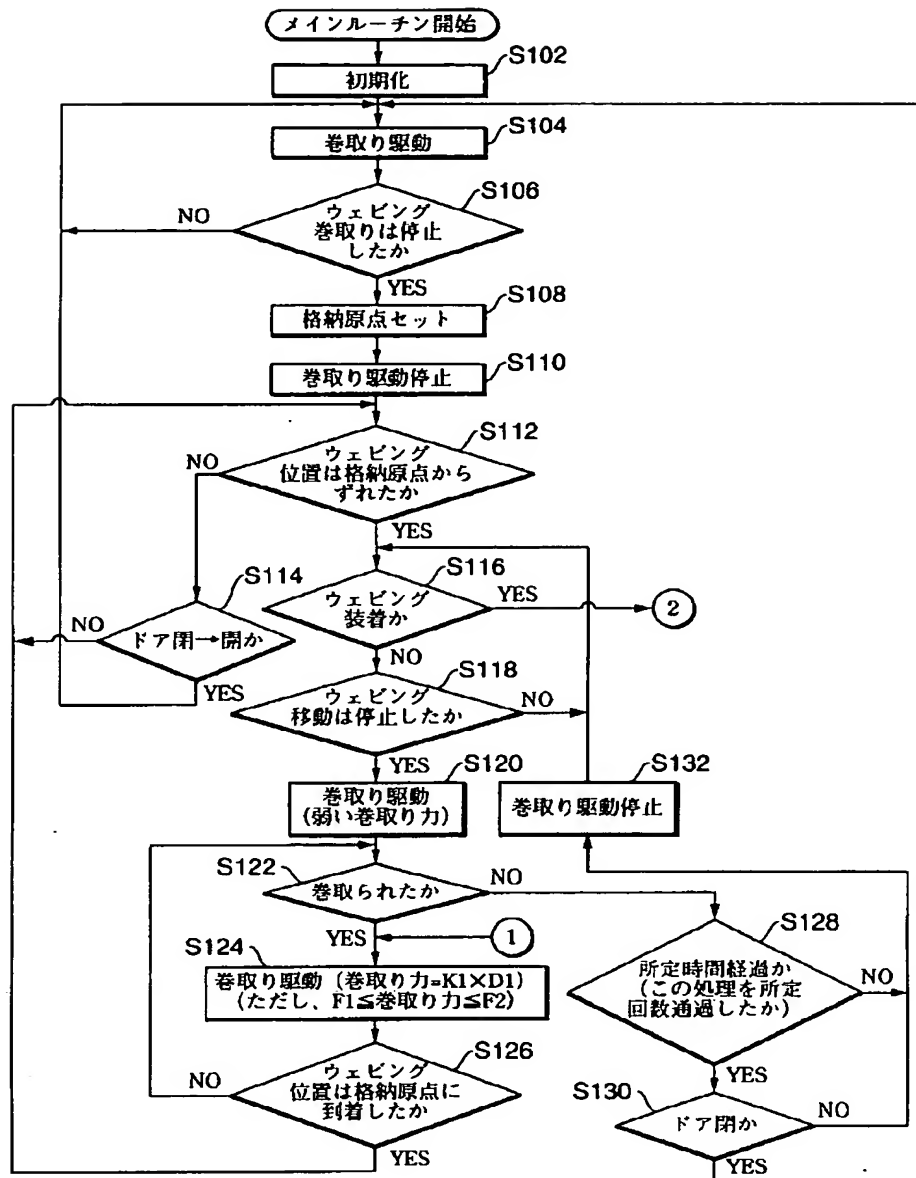 メインルーチン開始
S102
初期化
S104
巻取り駆動
S106
ウェビング
巻取りは停止
したか
NO
YES
S108
格納原点セット
S110
巻取り駆動停止
S112
ウェビング
位置は格納原点から
ずれたか
NO
YES
S114
ドア閉→開か
NO
YES
S116
ウェビング
装着か
YES
2
NO
S118
ウェビング
移動は停止したか
NO
YES
S120
巻取り駆動
(弱い巻取り力)
S132
巻取り駆動停止
S122
巻取られたか
NO
YES
1
S124
巻取り駆動 (巻取り力=K1×D1)
(ただし、F1≦巻取り力≦F2)
S126
ウェビング
位置は格納原点に
到着したか
NO
YES
S128
所定時間経過か
(この処理を所定
回数通過したか)
NO
YES
S130
ドア閉か
NO
YES